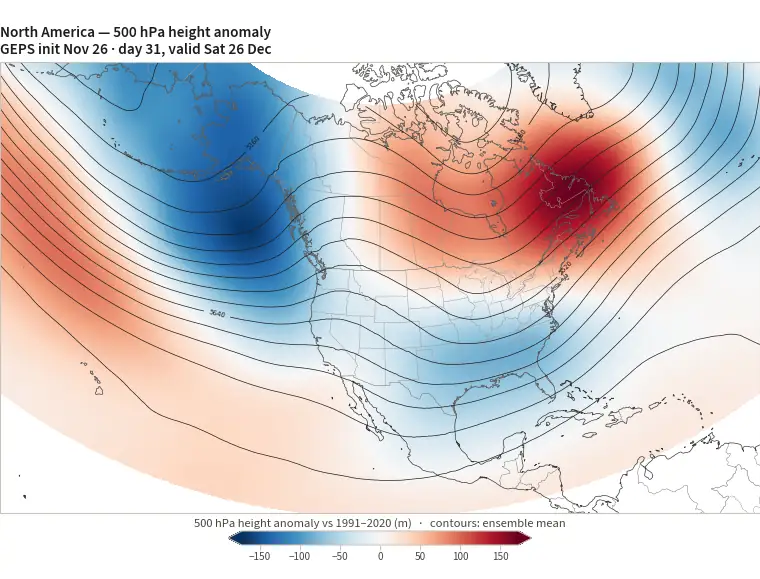 North America — 500 hPa height anomaly
GEPS init Nov 26 · day 31, valid Sat 26 Dec
5160
5640
500 hPa height anomaly vs 1991–2020 (m) · contours: ensemble mean
−150 −100 −50 0 50 100 150